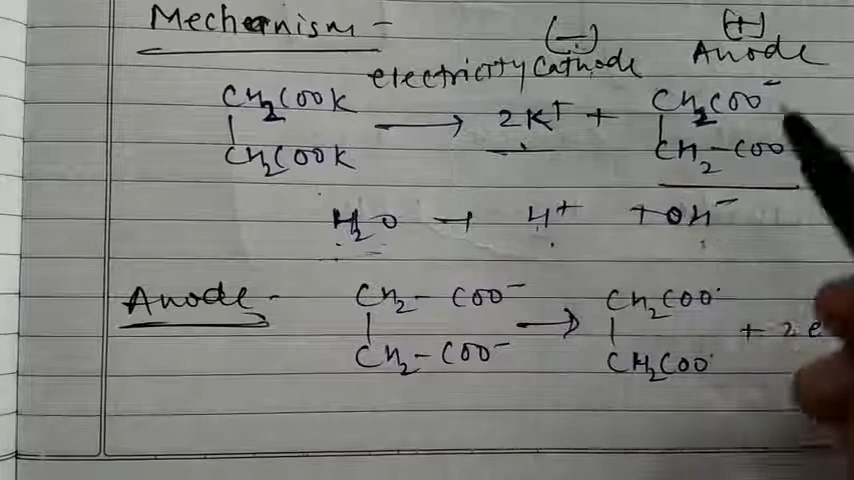 Mechanism -
(-) (+)
electricity Cathode Anode
CH2COOK → 2K+ + CH2COO-
| |
CH2COOK CH2-COO
H2O → H+ + OH-
Anode - CH2-COO- → CH2COO· + 2e
| |
CH2-COO- CH2COO·